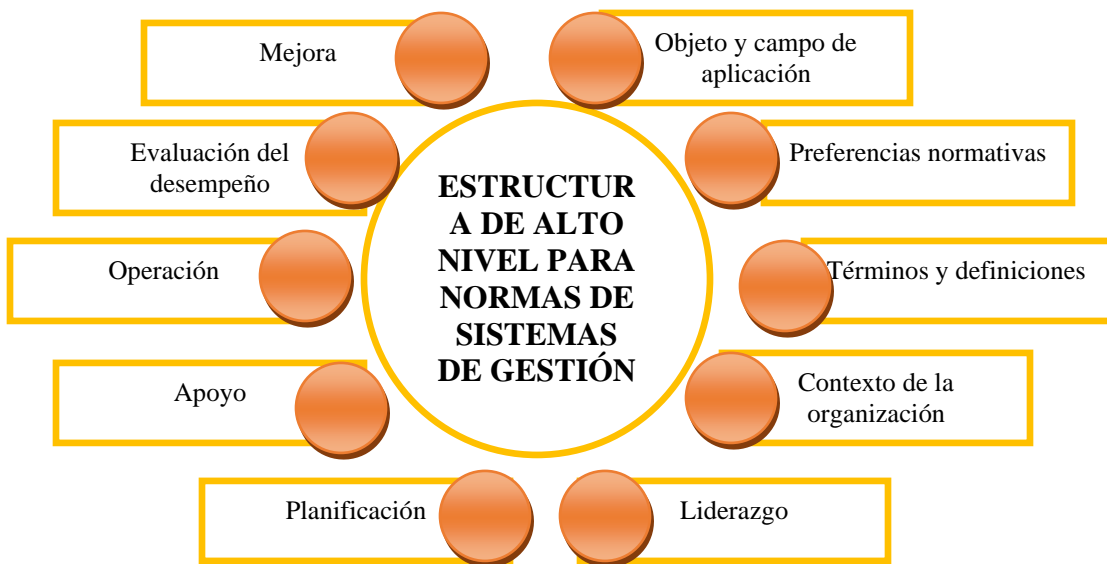 Mejora
Objeto y campo de
aplicación
Evaluación del
desempeño
Preferencias normativas
ESTRUCTUR
A DE ALTO
NIVEL PARA
NORMAS DE
SISTEMAS
DE GESTIÓN
Operación
Términos y definiciones
Apoyo
Contexto de la
organización
Planificación
Liderazgo